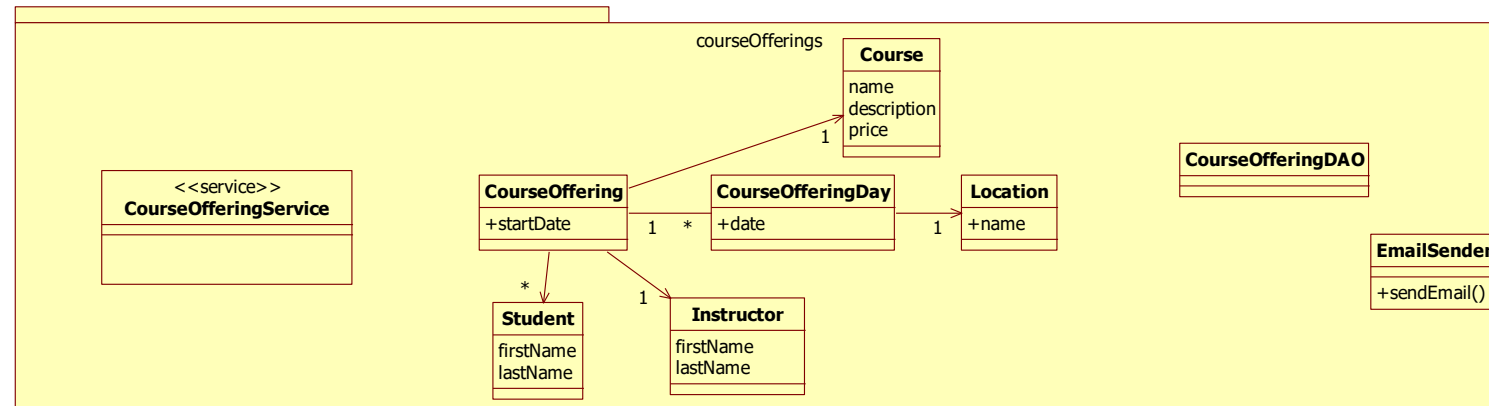 courseOfferings
Course
name
description
price
1
<<service>>
CourseOfferingService
CourseOffering
+startDate
1
*
CourseOfferingDay
+date
1
Location
+name
CourseOfferingDAO
EmailSender
+sendEmail()
*
1
Student
firstName
lastName
Instructor
firstName
lastName